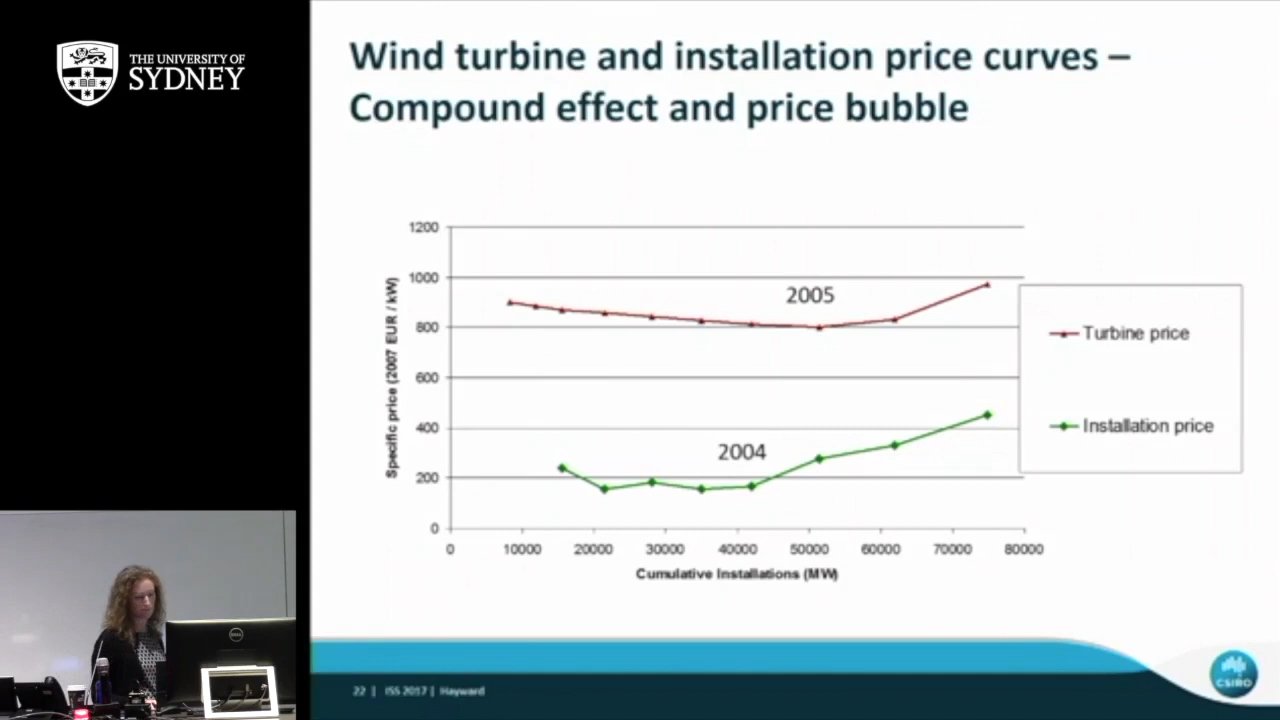 THE UNIVERSITY OF
SYDNEY
Wind turbine and installation price curves –
Compound effect and price bubble
1200
1000
800
600
400
200
0
Specific price (2007 EUR / kW)
2005
2004
0 10000 20000 30000 40000 50000 60000 70000 80000
Cumulative Installations (MW)
Turbine price
Installation price
22 | ISS 2017 | Hayward
CSIRO
DELL